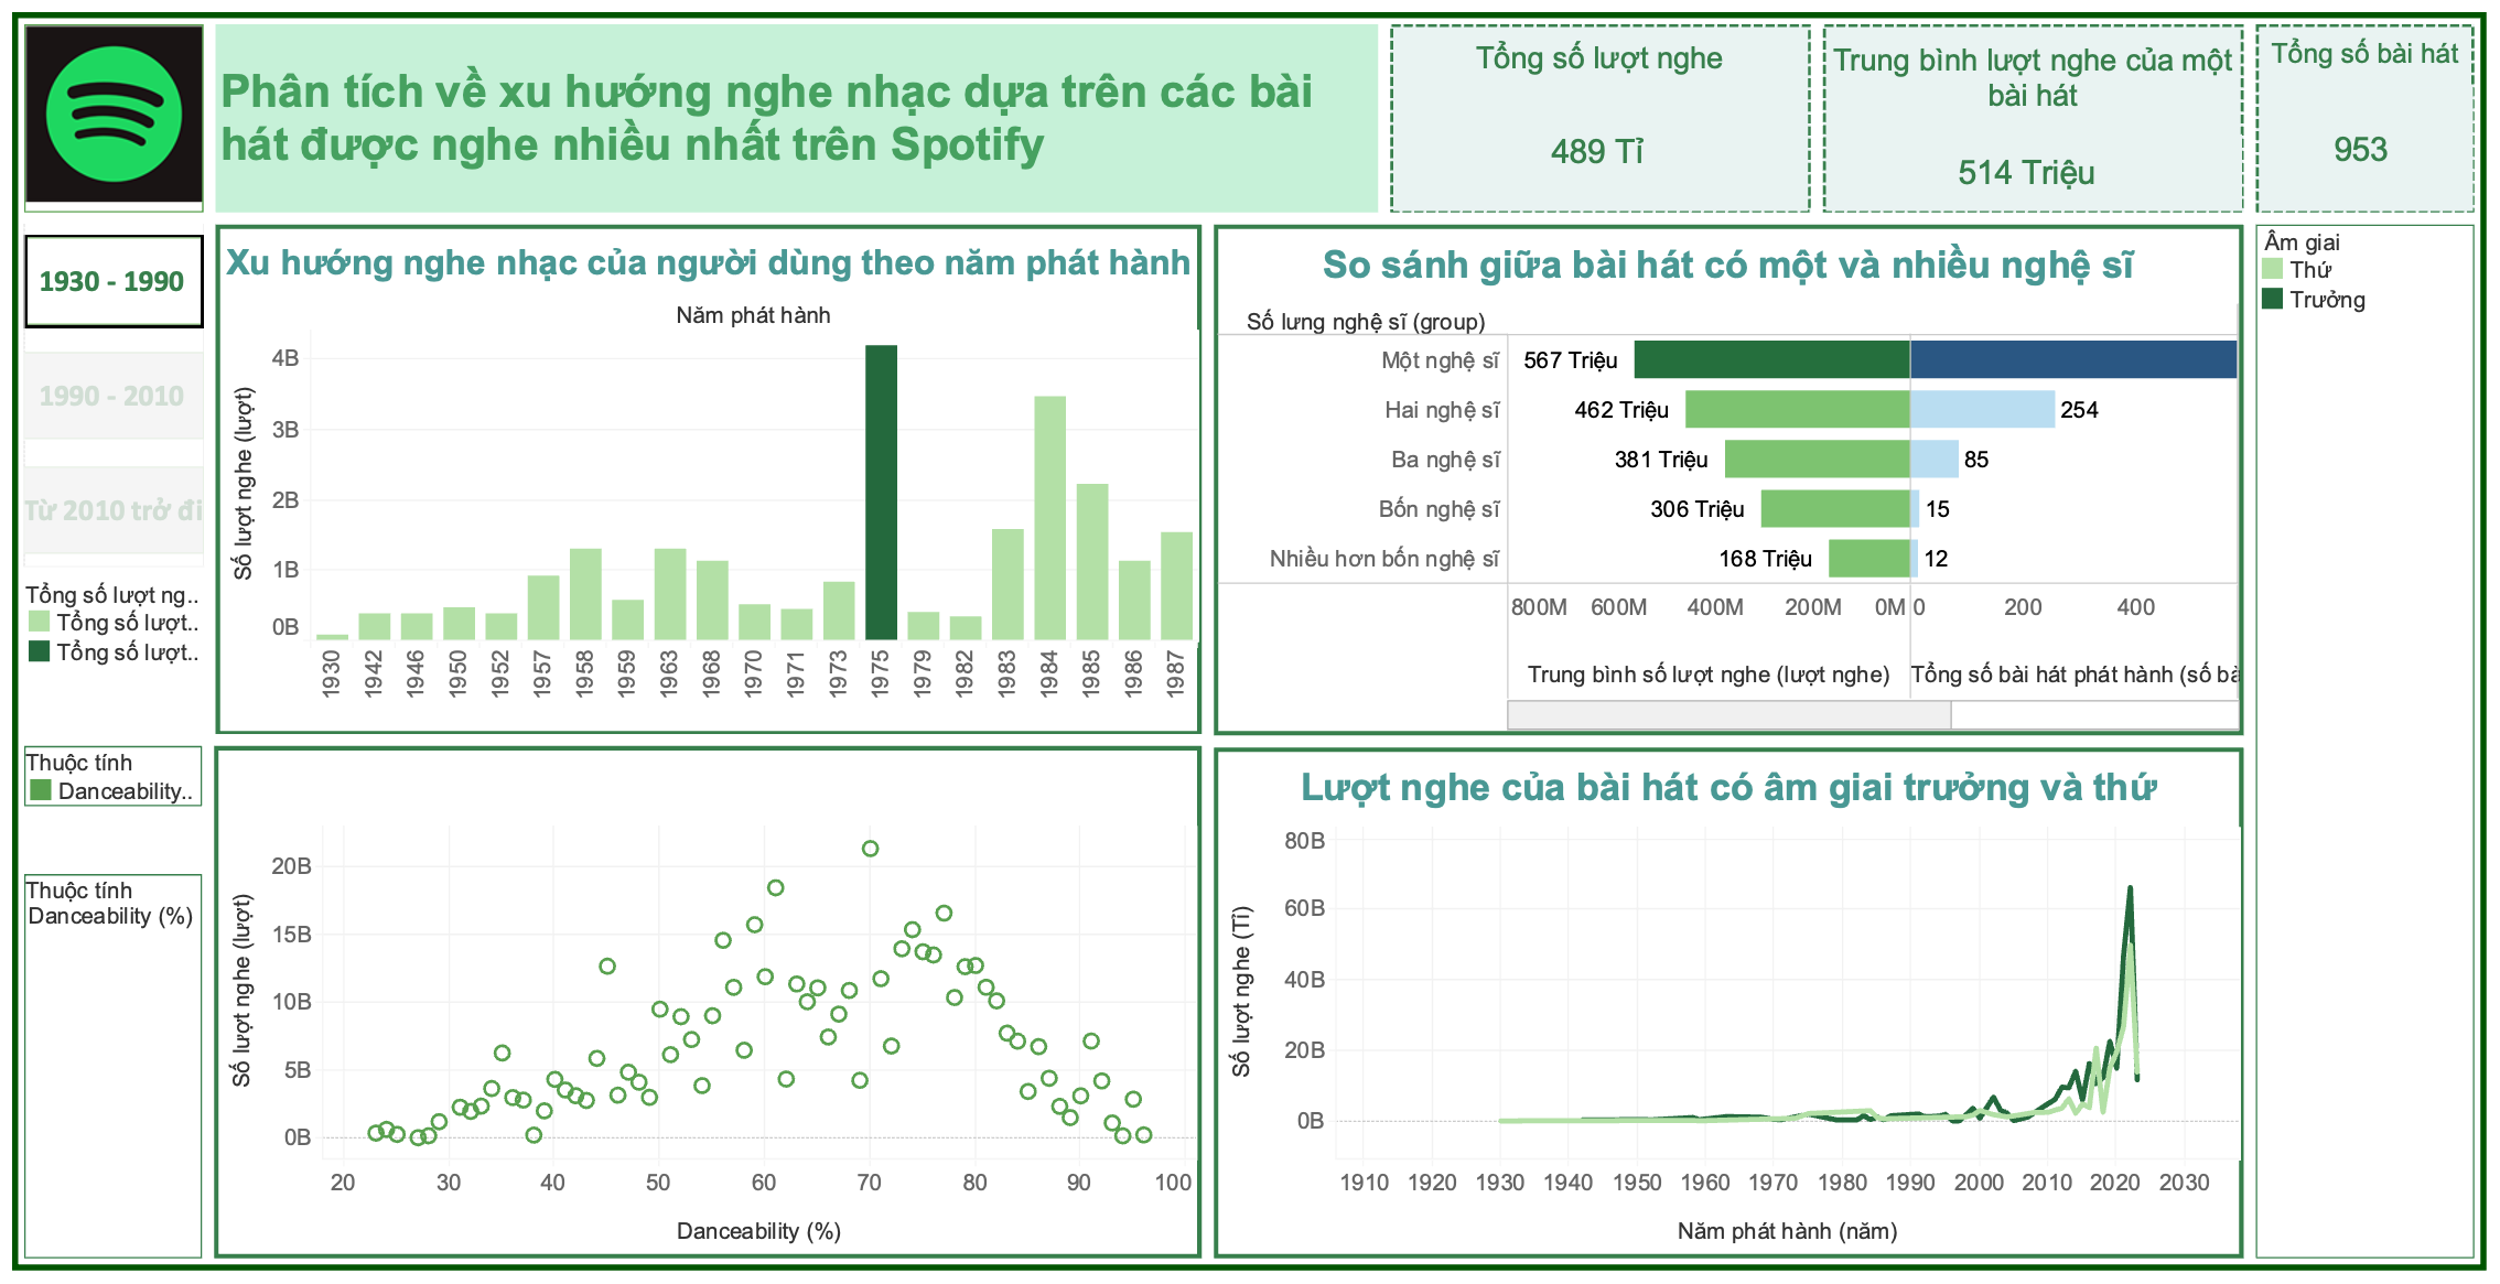 Phân tích về xu hướng nghe nhạc dựa trên các bài
hát được nghe nhiều nhất trên Spotify
Tổng số lượt nghe
489 Tỉ
Trung bình lượt nghe của một
bài hát
514 Triệu
Tổng số bài hát
953
1930 - 1990
1990 - 2010
Từ 2010 trở đi
Tổng số lượt ng..
Tổng số lượt..
Tổng số lượt..
Thuộc tính
Danceability..
Thuộc tính
Danceability (%)
Xu hướng nghe nhạc của người dùng theo năm phát hành
Năm phát hành
Số lượt nghe (lượt)
4B
3B
2B
1B
0B
1930
1942
1946
1950
1952
1957
1958
1959
1963
1968
1970
1971
1973
1975
1979
1982
1983
1984
1985
1986
1987
So sánh giữa bài hát có một và nhiều nghệ sĩ
Số lưng nghệ sĩ (group)
Một nghệ sĩ 567 Triệu
Hai nghệ sĩ 462 Triệu 254
Ba nghệ sĩ 381 Triệu 85
Bốn nghệ sĩ 306 Triệu 15
Nhiều hơn bốn nghệ sĩ 168 Triệu 12
800M 600M 400M 200M 0M 0 200 400
Trung bình số lượt nghe (lượt nghe) Tổng số bài hát phát hành (số bà
Âm giai
Thứ
Trưởng
Số lượt nghe (lượt)
20B
15B
10B
5B
0B
20 30 40 50 60 70 80 90 100
Danceability (%)
Lượt nghe của bài hát có âm giai trưởng và thứ
Số lượt nghe (Tỉ)
80B
60B
40B
20B
0B
1910 1920 1930 1940 1950 1960 1970 1980 1990 2000 2010 2020 2030
Năm phát hành (năm)